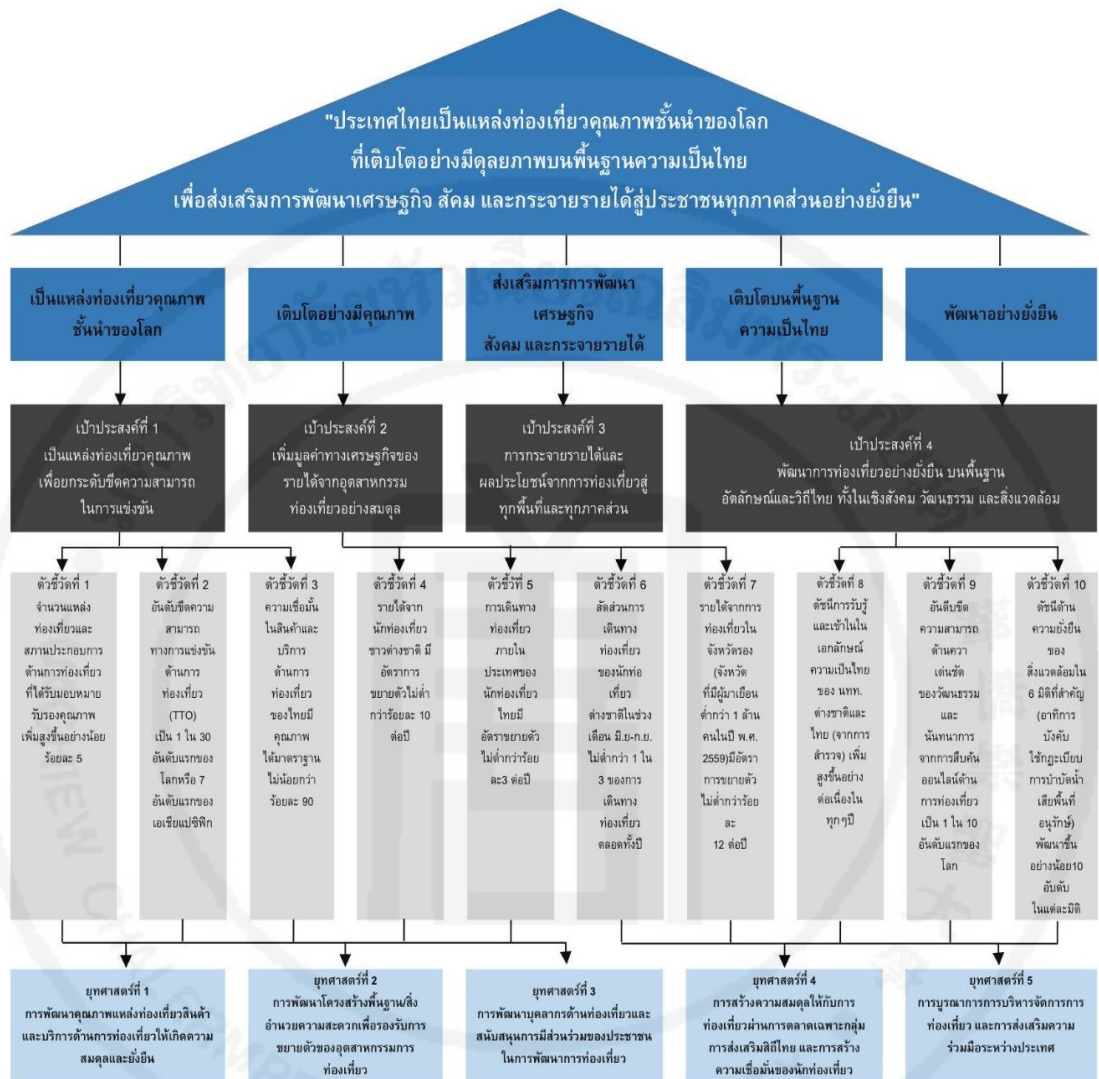 "ประเทศไทยเป็นแหล่งท่องเที่ยวคุณภาพชั้นนำของโลก
ที่เติบโตอย่างมีดุลยภาพบนพื้นฐานความเป็นไทย
เพื่อส่งเสริมการพัฒนาเศรษฐกิจ สัคม และกระจายรายได้สู่ประชาชนทุกภาคส่วนอย่างยั่งยืน"
เป็นแหล่งท่องเที่ยวคุณภาพ
ชั้นนำของโลก
เติบโตอย่างมีคุณภาพ
ส่งเสริมการการพัฒนา
เศรษฐกิจ
สังคม และกระจายรายได้
เติบโตบนพื้นฐาน
ความเป็นไทย
พัฒนาอย่างยั่งยืน
เป้าประสงค์ที่ 1
เป็นแหล่งท่องเที่ยวคุณภาพ
เพื่อยกระดับขีดความสามารถ
ในการแข่งขัน
เป้าประสงค์ที่ 2
เพิ่มมูลค่าทางเศรษฐกิจของ
รายได้จากอุตสาหกรรม
ท่องเที่ยวอย่างสมดุล
เป้าประสงค์ที่ 3
การกระจายรายได้และ
ผลประโยชน์จากการท่องเที่ยวสู่
ทุกพื้นที่และทุกภาคส่วน
เป้าประสงค์ที่ 4
พัฒนาการท่องเที่ยวอย่างยั่งยืน บนพื้นฐาน
อัตลักษณ์และวิถีไทย ทั้งในเชิงสังคม วัฒนธรรม และสิ่งแวดล้อม
ตัวชี้วัดที่ 1
จำนวนแหล่ง
ท่องเที่ยวและ
สถานประกอบการ
ด้านการท่องเที่ยว
ที่ได้รับมอบหมาย
รับรองคุณภาพ
เพิ่มสูงขึ้นอย่างน้อย
ร้อยละ 5
ตัวชี้วัดที่ 2
อันดับขีดความ
สามารถ
ทางการแข่งขัน
ด้านการ
ท่องเที่ยว
(TTO)
เป็น 1 ใน 30
อันดับแรกของ
โลกหรือ 7
อันดับแรกของ
เอเชียแปซิฟิก
ตัวชี้วัดที่ 3
ความเชื่อมั่น
ในสินค้าและ
บริการ
ด้านการ
ท่องเที่ยว
ของไทยมี
คุณภาพ
ได้มาตราฐาน
ไม่น้อยกว่า
ร้อยละ 90
ตัวชี้วัดที่ 4
รายได้จาก
นักท่องเที่ยว
ชาวต่างชาติ มี
อัตราการ
ขยายตัวไม่ต่ำ
กว่าร้อยละ 10
ต่อปี
ตัวชี้วัที่ 5
การเดินทาง
ท่องเที่ยว
ภายใน
ประเทศของ
นักท่องเที่ยว
ไทยมี
อัตราขยายตัว
ไม่ต่ำกว่าร้อย
ละ3 ต่อปี
ตัวชี้วัดที่ 6
สัดส่วนการ
เดินทาง
ท่องเที่ยว
ของนักท่อ
เที่ยว
ต่างชาติในช่วง
เดือน มิ.ย-ก.ย.
ไม่ต่ำกว่า 1 ใน
3 ของการ
เดินทาง
ท่องเที่ยว
ตลอดทั้งปี
ตัวชี้วัดที่ 7
รายได้จากการ
ท่องเที่ยวใน
จังหวัดรอง
(จังหวัด
ที่มีผู้มาเยือน
ต่ำกว่า 1 ล้าน
คนในปี พ.ศ.
2559)มีอัตรา
การขยายตัว
ไม่ต่ำกว่าร้อย
ละ
12 ต่อปี
ตัวชี้วัดที่ 8
ดัชนีการรับรู้
และเข้าในใน
เอกลักษณ์
ความเป็นไทย
ของ นทท.
ต่างชาติและ
ไทย (จากการ
สำรวจ) เพิ่ม
สูงขึ้นอย่าง
ต่อเนื่องใน
ทุกๆปี
ตัวชี้วัดที่ 9
อันดับขีด
ความสามารถ
ด้านควา
เด่นชัด
ของวัฒนธรรม
และ
นันทนาการ
จากการสืบค้น
ออนไลน์ด้าน
การท่องเที่ยว
เป็น 1 ใน 10
อันดับแรกของ
โลก
ตัวชี้วัดที่ 10
ดัชนีด้าน
ความยั่งยืน
ของ
สิ่งแวดล้อมใน
6 มิติที่สำคัญ
(อาทิการ
บังคับ
ใช้กฎะเบียบ
การบำบัดน้ำ
เสียพื้นที่
อนุรักษ์)
พัฒนาขึ้น
อย่างน้อย10
อับดับ
ในแต่ละมิติ
ยุทศาสตร์ที่ 1
การพัฒนาคุณภาพแหล่งท่องเที่ยวสินค้า
และบริการด้านการท่องเที่ยวให้เกิดความ
สมดุลและยั่งยืน
ยุทศาสตร์ที่ 2
การพัฒนาโครงสร้างพื้นฐาน/สิ่ง
อำนวยความสะดวกเพื่อรองรับการ
ขยายตัวของอุตสาหกรรมการ
ท่องเที่ยว
ยุทศาสตร์ที่ 3
การพัฒนาบุคลากรด้านท่องเที่ยวและ
สนับสนุนการมีส่วนร่วมของประชาชน
ในการพัฒนาการท่องเที่ยว
ยุทศาสตร์ที่ 4
การสร้างความสมดุลให้กับการ
ท่องเที่ยวผ่านการตลาดเฉพาะกลุ่ม
การส่งเสริมสิถีไทย และการสร้าง
ความเชื่อมั่นของนักท่องเที่ยว
ยุทศาสตร์ที่ 5
การบูรณาการการบริหารจัดการการ
ท่องเที่ยว และการส่งเสริมความ
ร่วมมือระหว่างประเทศ